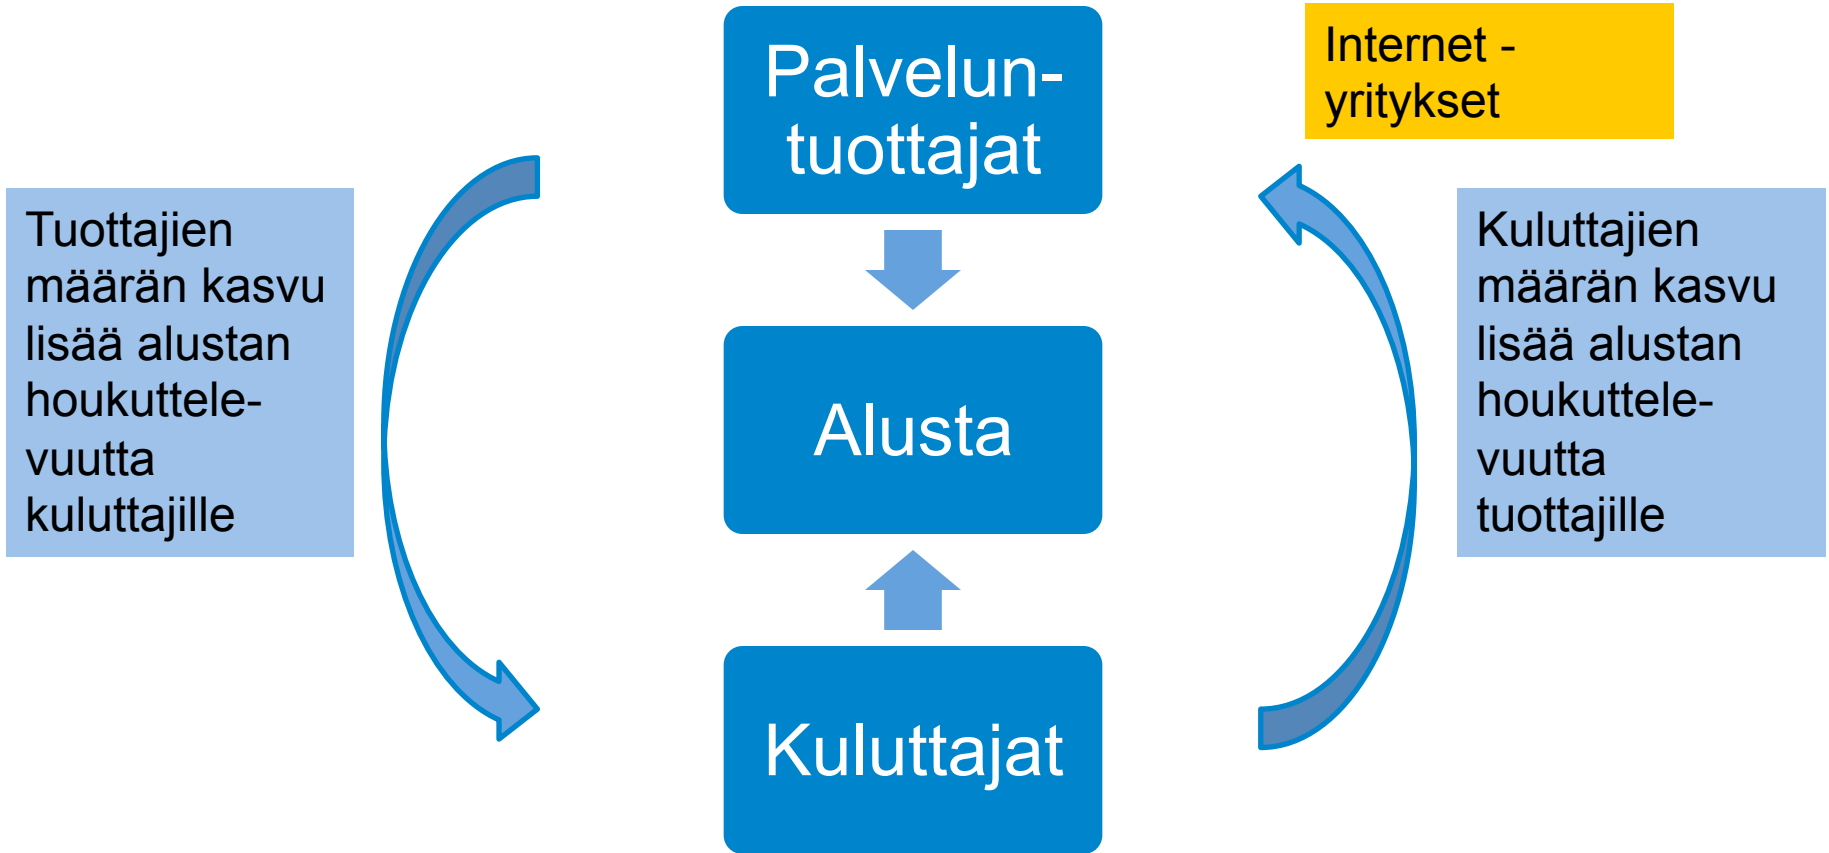 Palvelun-
tuottajat
Internet -
yritykset
Tuottajien
määrän kasvu
lisää alustan
houkuttele-
vuutta
kuluttajille
Alusta
Kuluttajien
määrän kasvu
lisää alustan
houkuttele-
vuutta
tuottajille
Kuluttajat